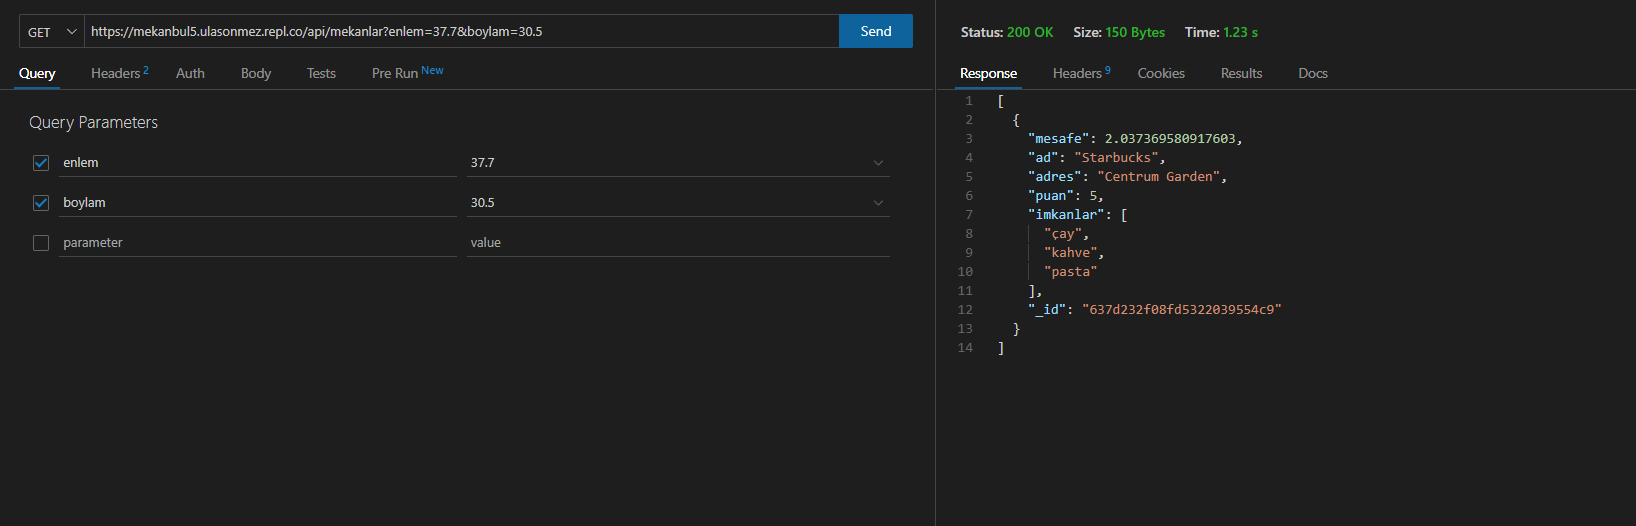 GET https://mekanbul5.ulasonmez.repl.co/api/mekanlar?enlem=37.7&boylam=30.5 Send
Query Headers 2 Auth Body Tests Pre Run New
Query Parameters
enlem 37.7
boylam 30.5
parameter value
Status: 200 OK Size: 150 Bytes Time: 1.23 s
Response Headers 9 Cookies Results Docs
1 [
2 {
3 "mesafe": 2.037369580917603,
4 "ad": "Starbucks",
5 "adres": "Centrum Garden",
6 "puan": 5,
7 "imkanlar": [
8 "çay",
9 "kahve",
10 "pasta"
11 ],
12 "_id": "637d232f08fd5322039554c9"
13 }
14 ]